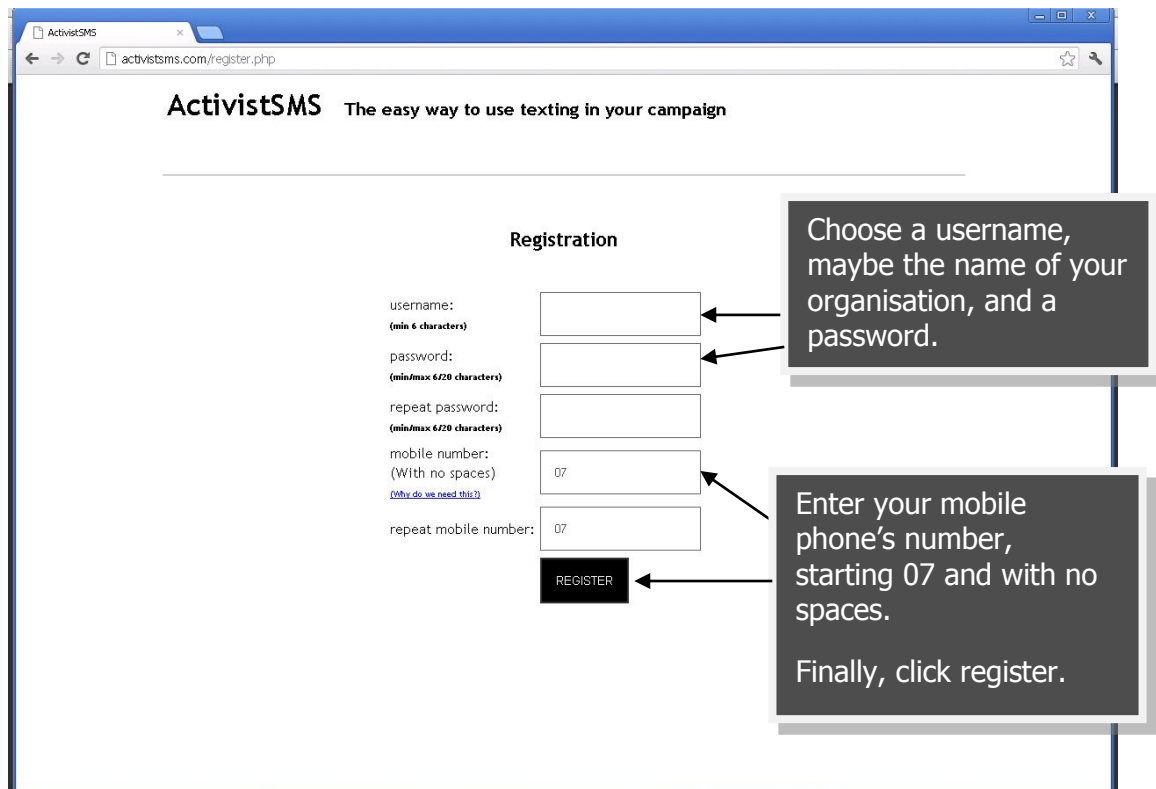 ActivistSMS
activistsms.com/register.php
ActivistSMS The easy way to use texting in your campaign
Registration
username:
(min 6 characters)
password:
(min/max 6/20 characters)
repeat password:
(min/max 6/20 characters)
mobile number:
(With no spaces)
(Why do we need this?)
07
repeat mobile number:
07
REGISTER
Choose a username,
maybe the name of your
organisation, and a
password.
Enter your mobile
phone’s number,
starting 07 and with no
spaces.
Finally, click register.